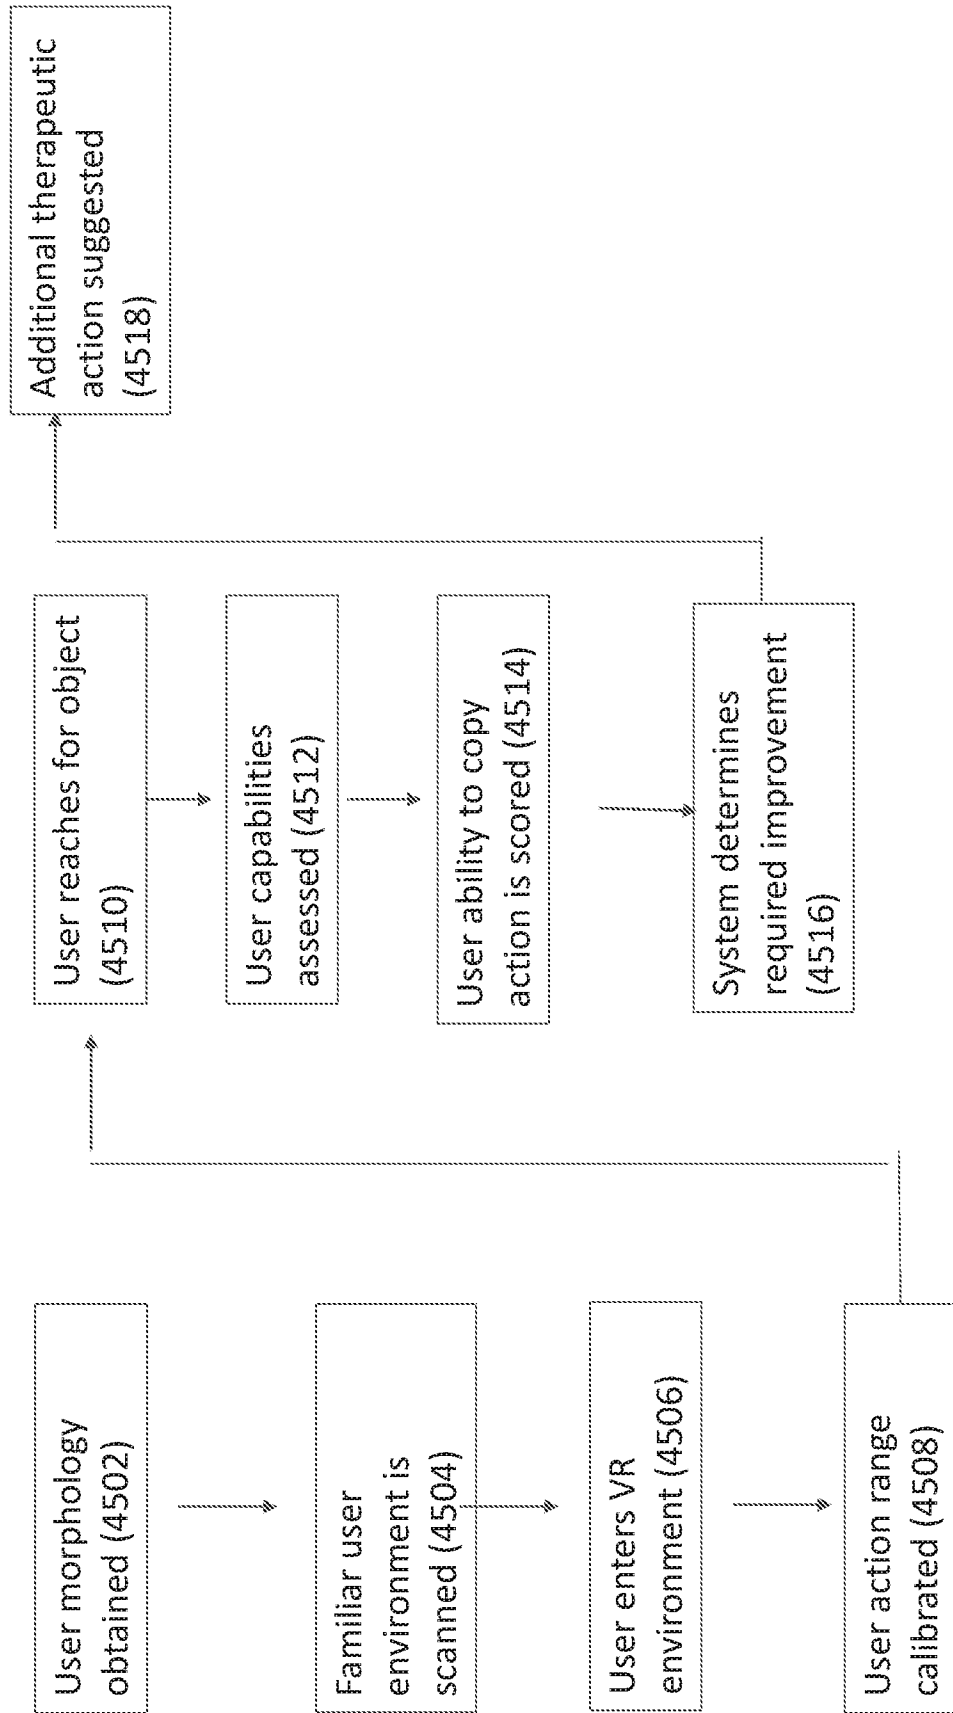 User morphology
obtained (4502)
Familiar user
environment is
scanned (4504)
User enters VR
environment (4506)
User action range
calibrated (4508)
User reaches for object
(4510)
User capabilities
assessed (4512)
User ability to copy
action is scored (4514)
System determines
required improvement
(4516)
Additional therapeutic
action suggested
(4518)